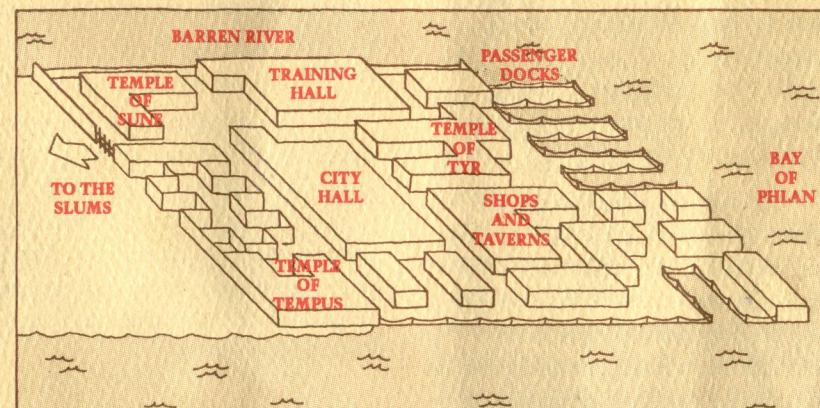 BARREN RIVER
PASSENGER
DOCKS
TEMPLE
OF
SUNE
TRAINING
HALL
TEMPLE
OF
TYR
BAY
OF
PHLAN
TO THE
SLUMS
CITY
HALL
SHOPS
AND
TAVERNS
TEMPLE
OF
TEMPUS